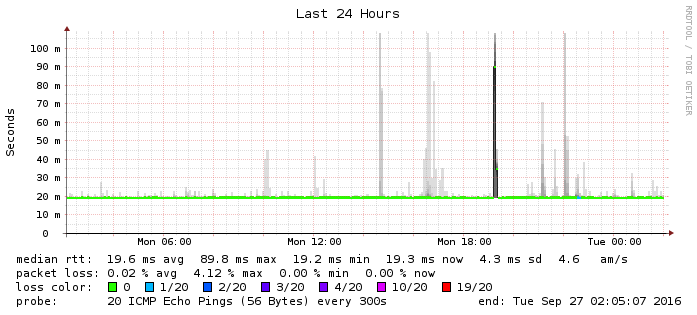 Last 24 Hours
RRDTOOL / TOBI OETIKER
Seconds
100 m
90 m
80 m
70 m
60 m
50 m
40 m
30 m
20 m
10 m
0
Mon 06:00 Mon 12:00 Mon 18:00 Tue 00:00
median rtt: 19.6 ms avg 89.8 ms max 19.2 ms min 19.3 ms now 4.3 ms sd 4.6 am/s
packet loss: 0.02 % avg 4.12 % max 0.00 % min 0.00 % now
loss color: 0 1/20 2/20 3/20 4/20 10/20 19/20
probe: 20 ICMP Echo Pings (56 Bytes) every 300s end: Tue Sep 27 02:05:07 2016